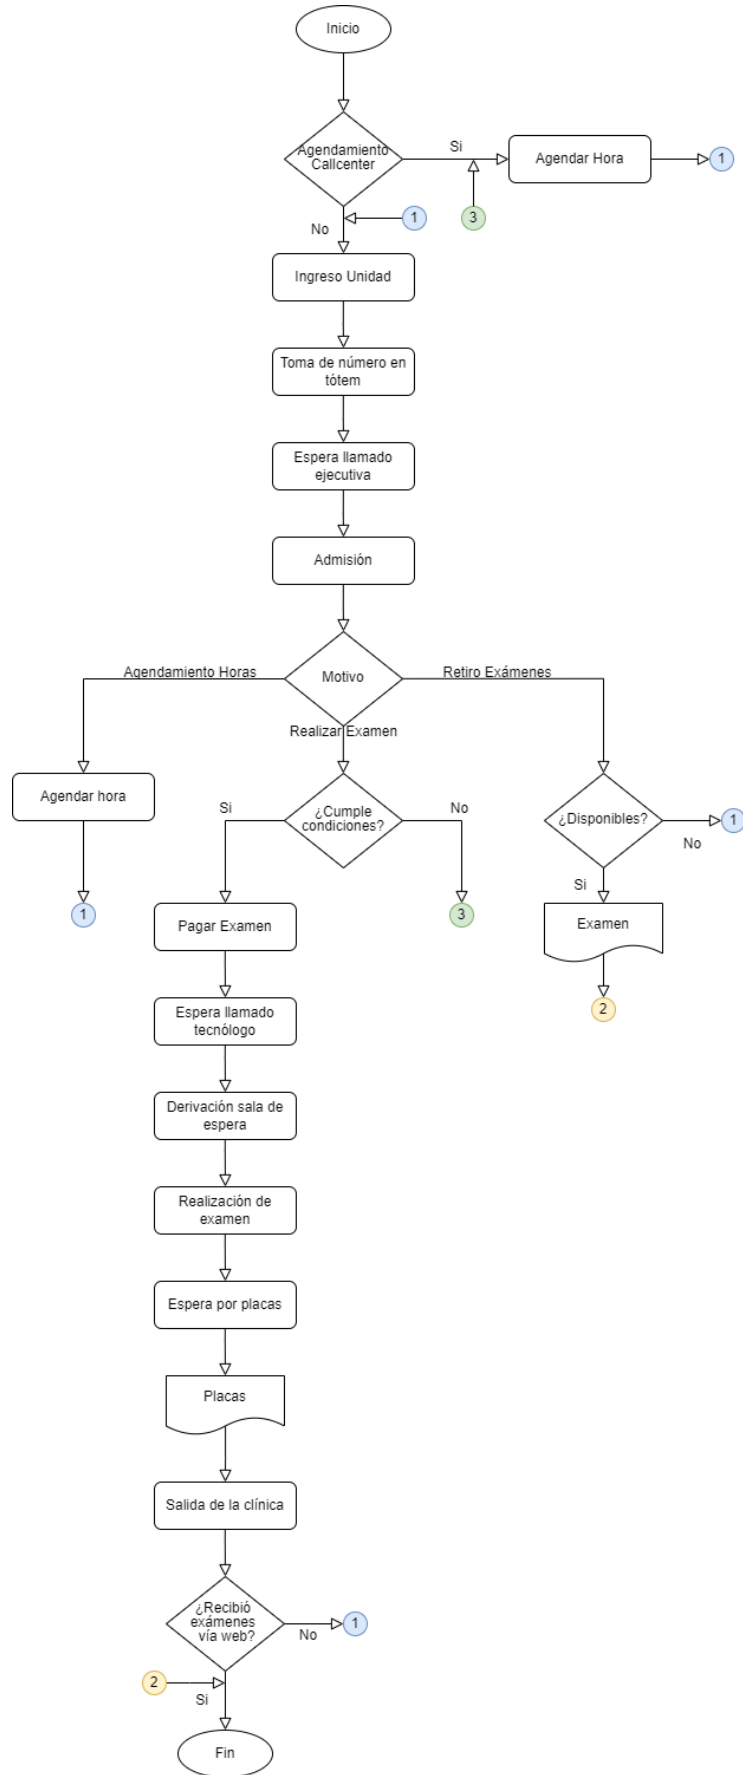 Inicio
Agendamiento
Callcenter
Si
Agendar Hora
1
3
1
No
Ingreso Unidad
Toma de número en
tótem
Espera llamado
ejecutiva
Admisión
Agendamiento Horas
Motivo
Retiro Exámenes
Realizar Examen
Agendar hora
Si
¿Cumple
condiciones?
No
¿Disponibles?
1
No
1
Pagar Examen
3
Si
Examen
2
Espera llamado
tecnólogo
Derivación sala de
espera
Realización de
examen
Espera por placas
Placas
Salida de la clínica
¿Recibió
exámenes
vía web?
No
1
2
Si
Fin